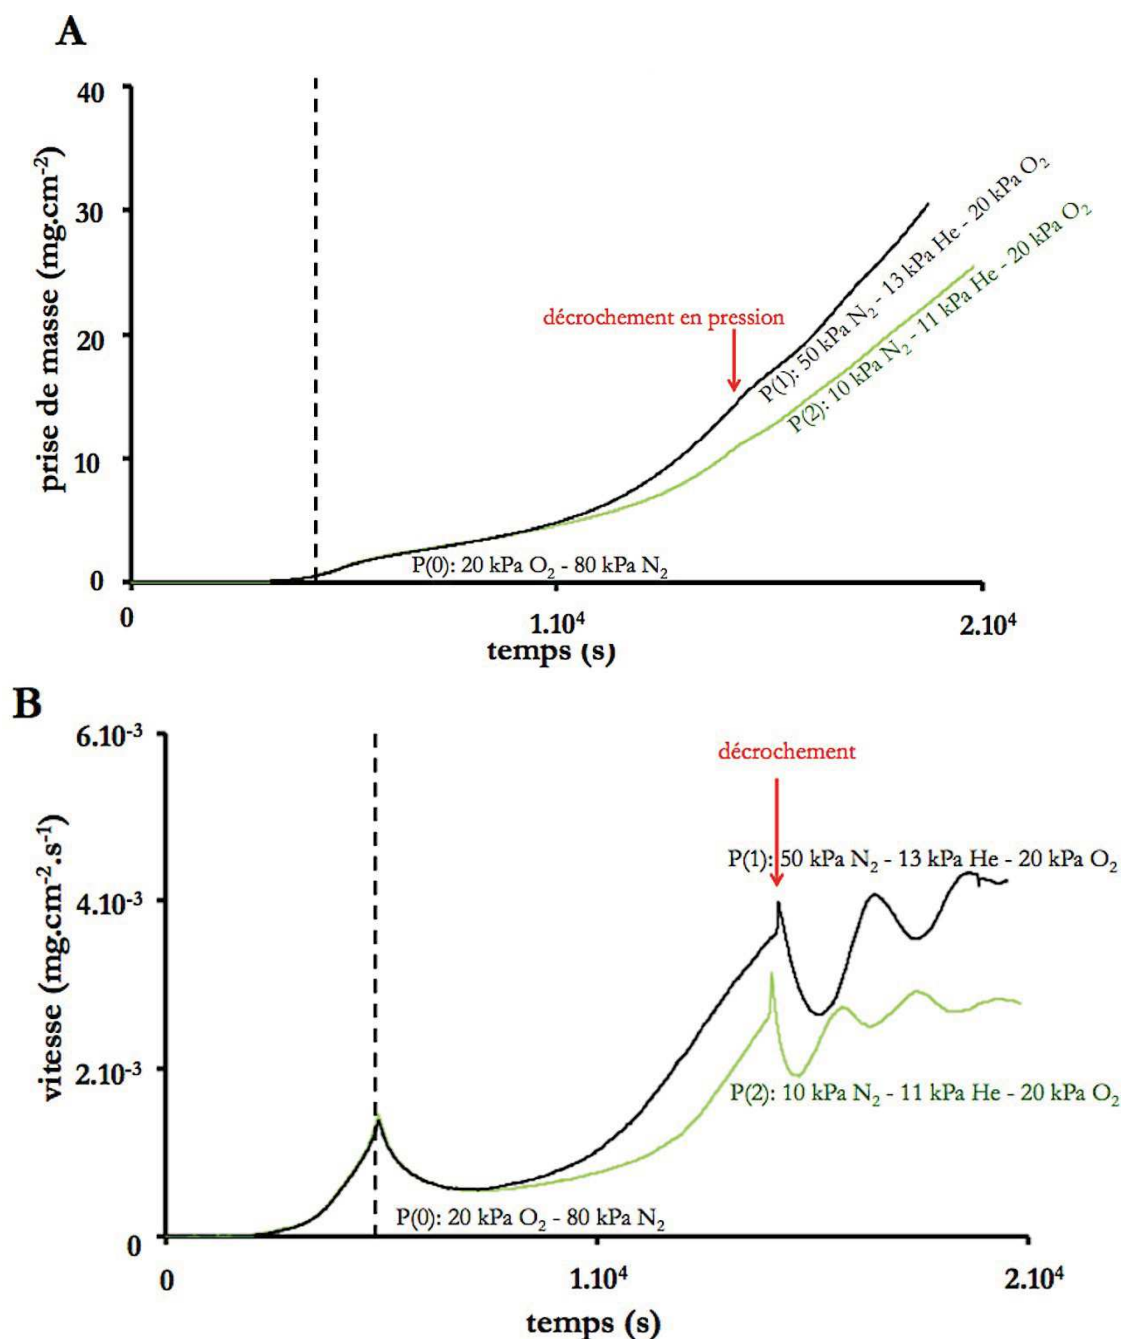 A
prise de masse (mg.cm-2)
40
30
20
10
0
décrochement en pression
P(1): 50 kPa N2 - 13 kPa He - 20 kPa O2
P(2): 10 kPa N2 - 11 kPa He - 20 kPa O2
P(0): 20 kPa O2 - 80 kPa N2
0
1.10⁴
2.10⁴
temps (s)
B
vitesse (mg.cm-2.s-1)
6.10-3
4.10-3
2.10-3
0
décrochement
P(1): 50 kPa N2 - 13 kPa He - 20 kPa O2
P(2): 10 kPa N2 - 11 kPa He - 20 kPa O2
P(0): 20 kPa O2 - 80 kPa N2
0
1.10⁴
2.10⁴
temps (s)